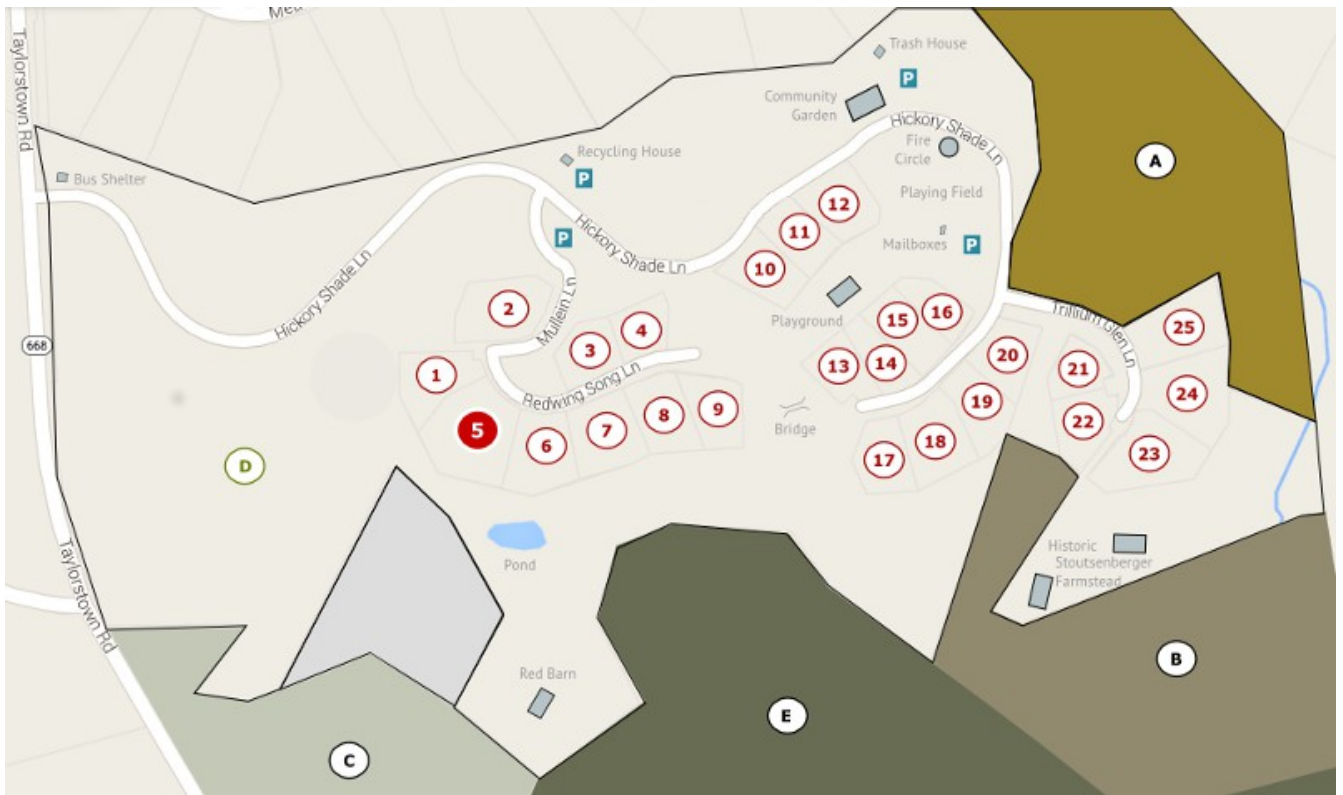 Taylorstown Rd
Trash House
P
Community
Garden
Hickory Shade Ln
Fire
Circle
A
Recycling House
P
Bus Shelter
Playing Field
12
11
P
Hickory Shade Ln
Mailboxes
P
10
Hickory Shade Ln
Mullein Ln
2
Playground
16
15
Trillium Glen Ln
25
4
3
668
20
1
13
14
21
24
Redwing Song Ln
19
9
8
7
5
6
Bridge
22
18
17
23
D
Pond
Historic
Stoutsenberger
Farmstead
Taylorstown Rd
Red Barn
B
E
C